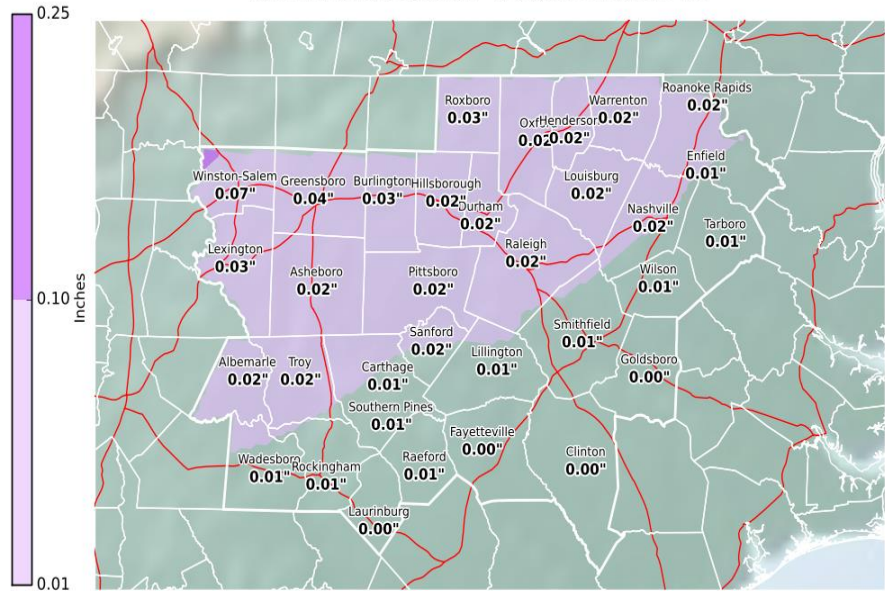 0.25
0.10
0.01
Inches
Roxboro
0.03"
Warrenton
0.02"
Roanoke Rapids
0.02"
Henderson
0.02"
0.02
Enfield
0.01"
Winston-Salem
0.07"
Greensboro
0.04"
Burlington
0.03"
Hillsborough
0.02"
Durham
0.02"
Louisburg
0.02"
Nashville
0.02"
Tarboro
0.01"
Lexington
0.03"
Asheboro
0.02"
Pittsboro
0.02"
Raleigh
0.02"
Wilson
0.01"
Smithfield
0.01"
Sanford
0.02"
Lillington
0.01"
Goldsboro
0.00"
Albemarle
0.02"
Troy
0.02"
Carthage
0.01"
Southern Pines
0.01"
Fayetteville
0.00"
Wadesboro
0.01"
Rockingham
0.01"
Raeford
0.01"
Clinton
0.00"
Laurinburg
0.00"